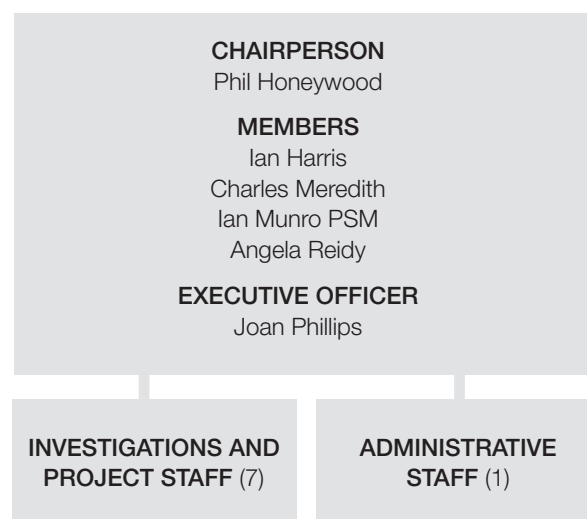 CHAIRPERSON
Phil Honeywood
MEMBERS
Ian Harris
Charles Meredith
Ian Munro PSM
Angela Reidy
EXECUTIVE OFFICER
Joan Phillips
INVESTIGATIONS AND
PROJECT STAFF (7)
ADMINISTRATIVE
STAFF (1)